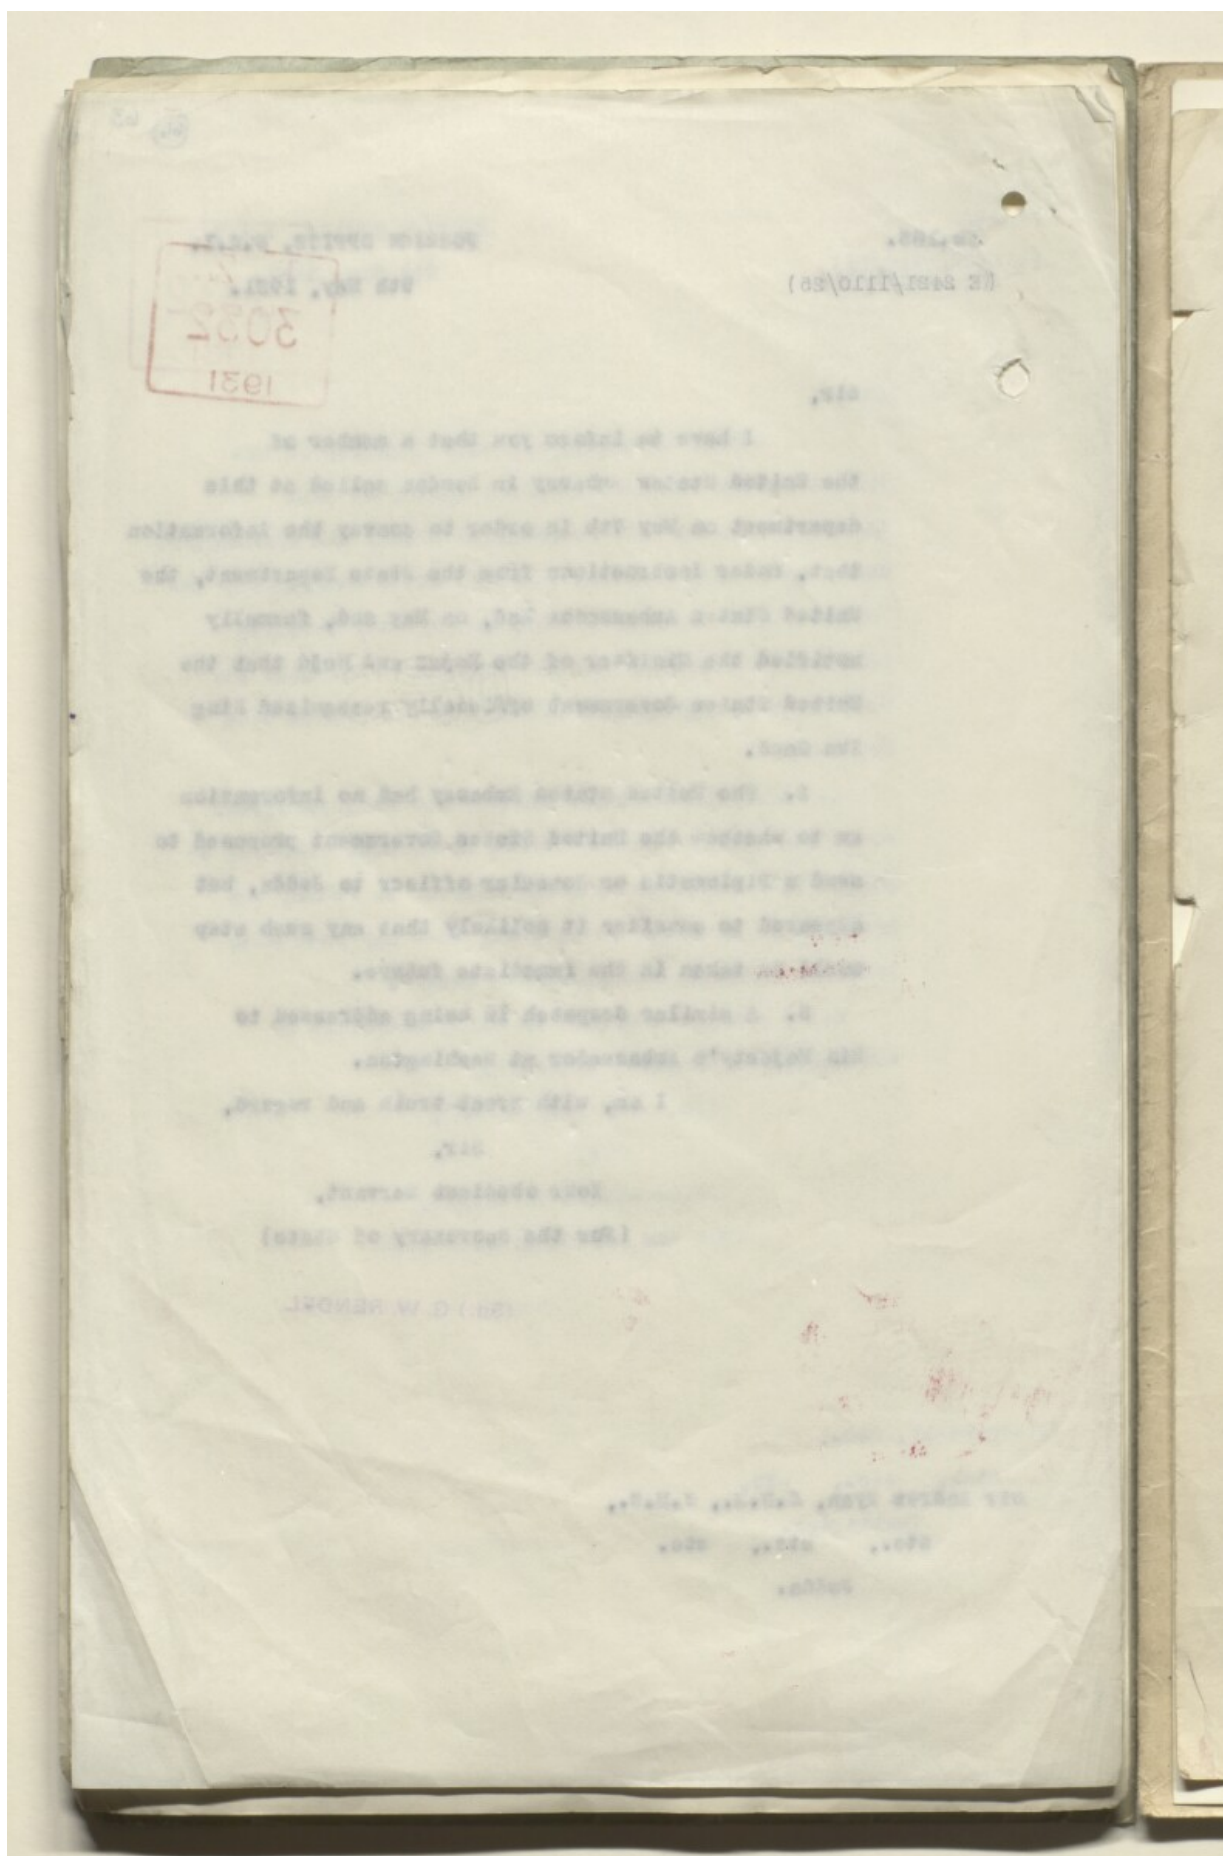 FOREIGN OFFICE, S.W.1.
(E 2421/1110/25)
8th May, 1931.
3082
1931
Sir,
I have to inform you that a member of
the United States Embassy in London called at this
department on May 7th in order to convey the information
that, under instructions from the State Department, the
United States Ambassador had, on May 2nd, formally
notified the Minister of the Hejaz and Nejd that the
United States Government officially recognised King
Ibn Saud.
2. The United States Embassy had no information
as to whether the United States Government proposed to
send a Diplomatic or Consular officer to Jedda, but
appeared to consider it unlikely that any such step
would be taken in the immediate future.
3. A similar despatch is being addressed to
His Majesty's Ambassador at Washington.
I am, with great truth and regard,
Sir,
Your obedient Servant,
(For the Secretary of State)
(Sd.) G.W. RENDEL
Sir Andrew Ryan, K.B.E., C.M.G.,
etc., etc., etc.
Jedda.